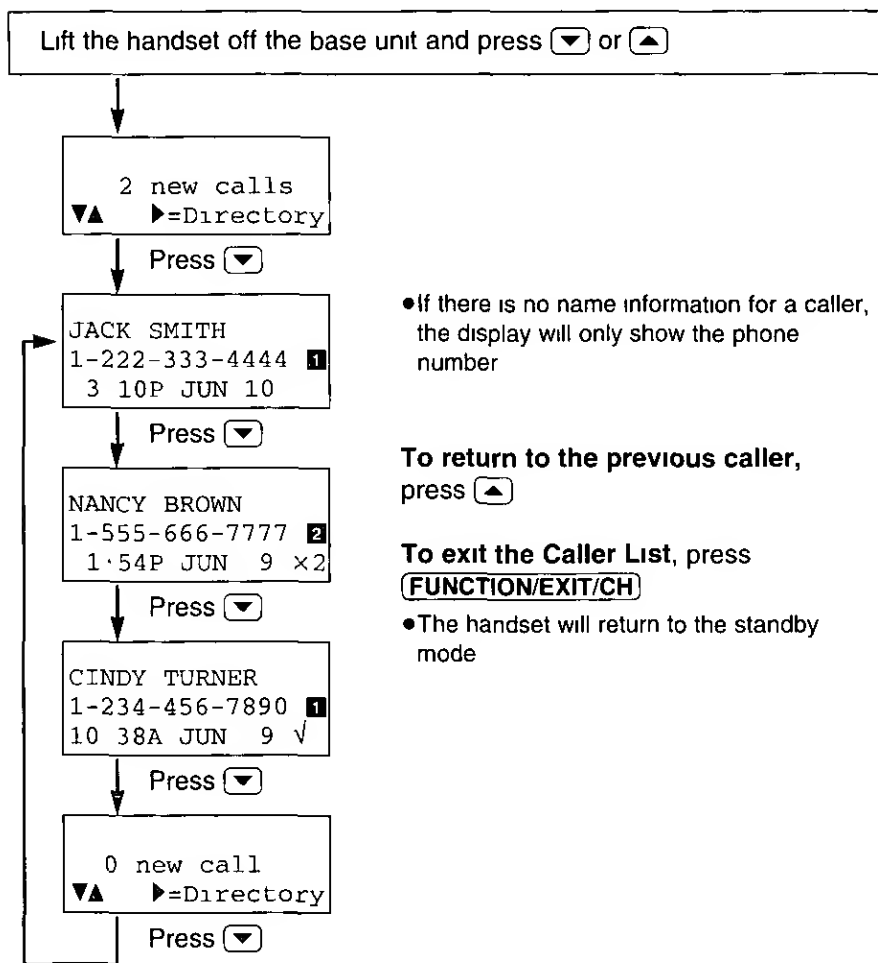 Lift the handset off the base unit and press ▼ or ▲
2 new calls
▼▲ ▶=Directory
Press ▼
JACK SMITH
1-222-333-4444 1
3 10P JUN 10
Press ▼
NANCY BROWN
1-555-666-7777 2
1·54P JUN 9 ×2
Press ▼
CINDY TURNER
1-234-456-7890 1
10 38A JUN 9 √
Press ▼
0 new call
▼▲ ▶=Directory
Press ▼
●If there is no name information for a caller,
the display will only show the phone
number
To return to the previous caller,
press ▲
To exit the Caller List, press
FUNCTION/EXIT/CH
●The handset will return to the standby
mode